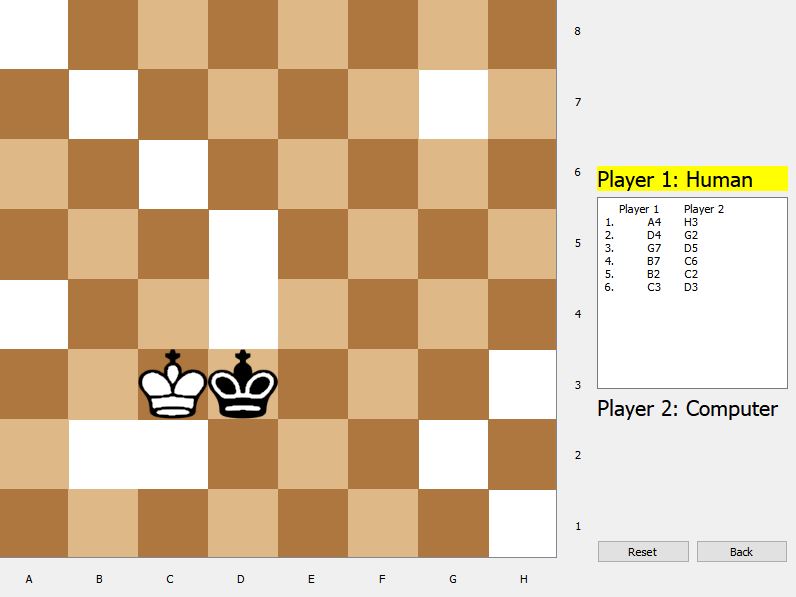 8
7
6
5
4
3
2
1
A B C D E F G H
Player 1: Human
Player 1 Player 2
1. A4 H3
2. D4 G2
3. G7 D5
4. B7 C6
5. B2 C2
6. C3 D3
Player 2: Computer
Reset Back